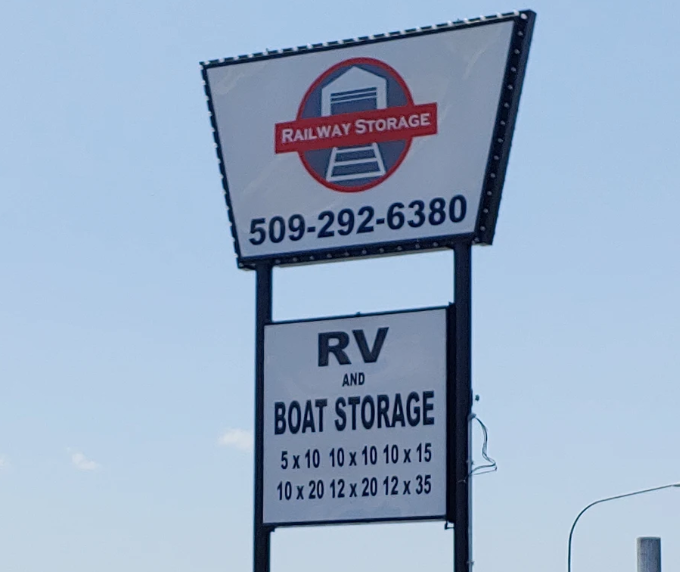 RAILWAY STORAGE
509-292-6380
RV
AND
BOAT STORAGE
5 x 10 10 x 10 10 x 15
10 x 20 12 x 20 12 x 35